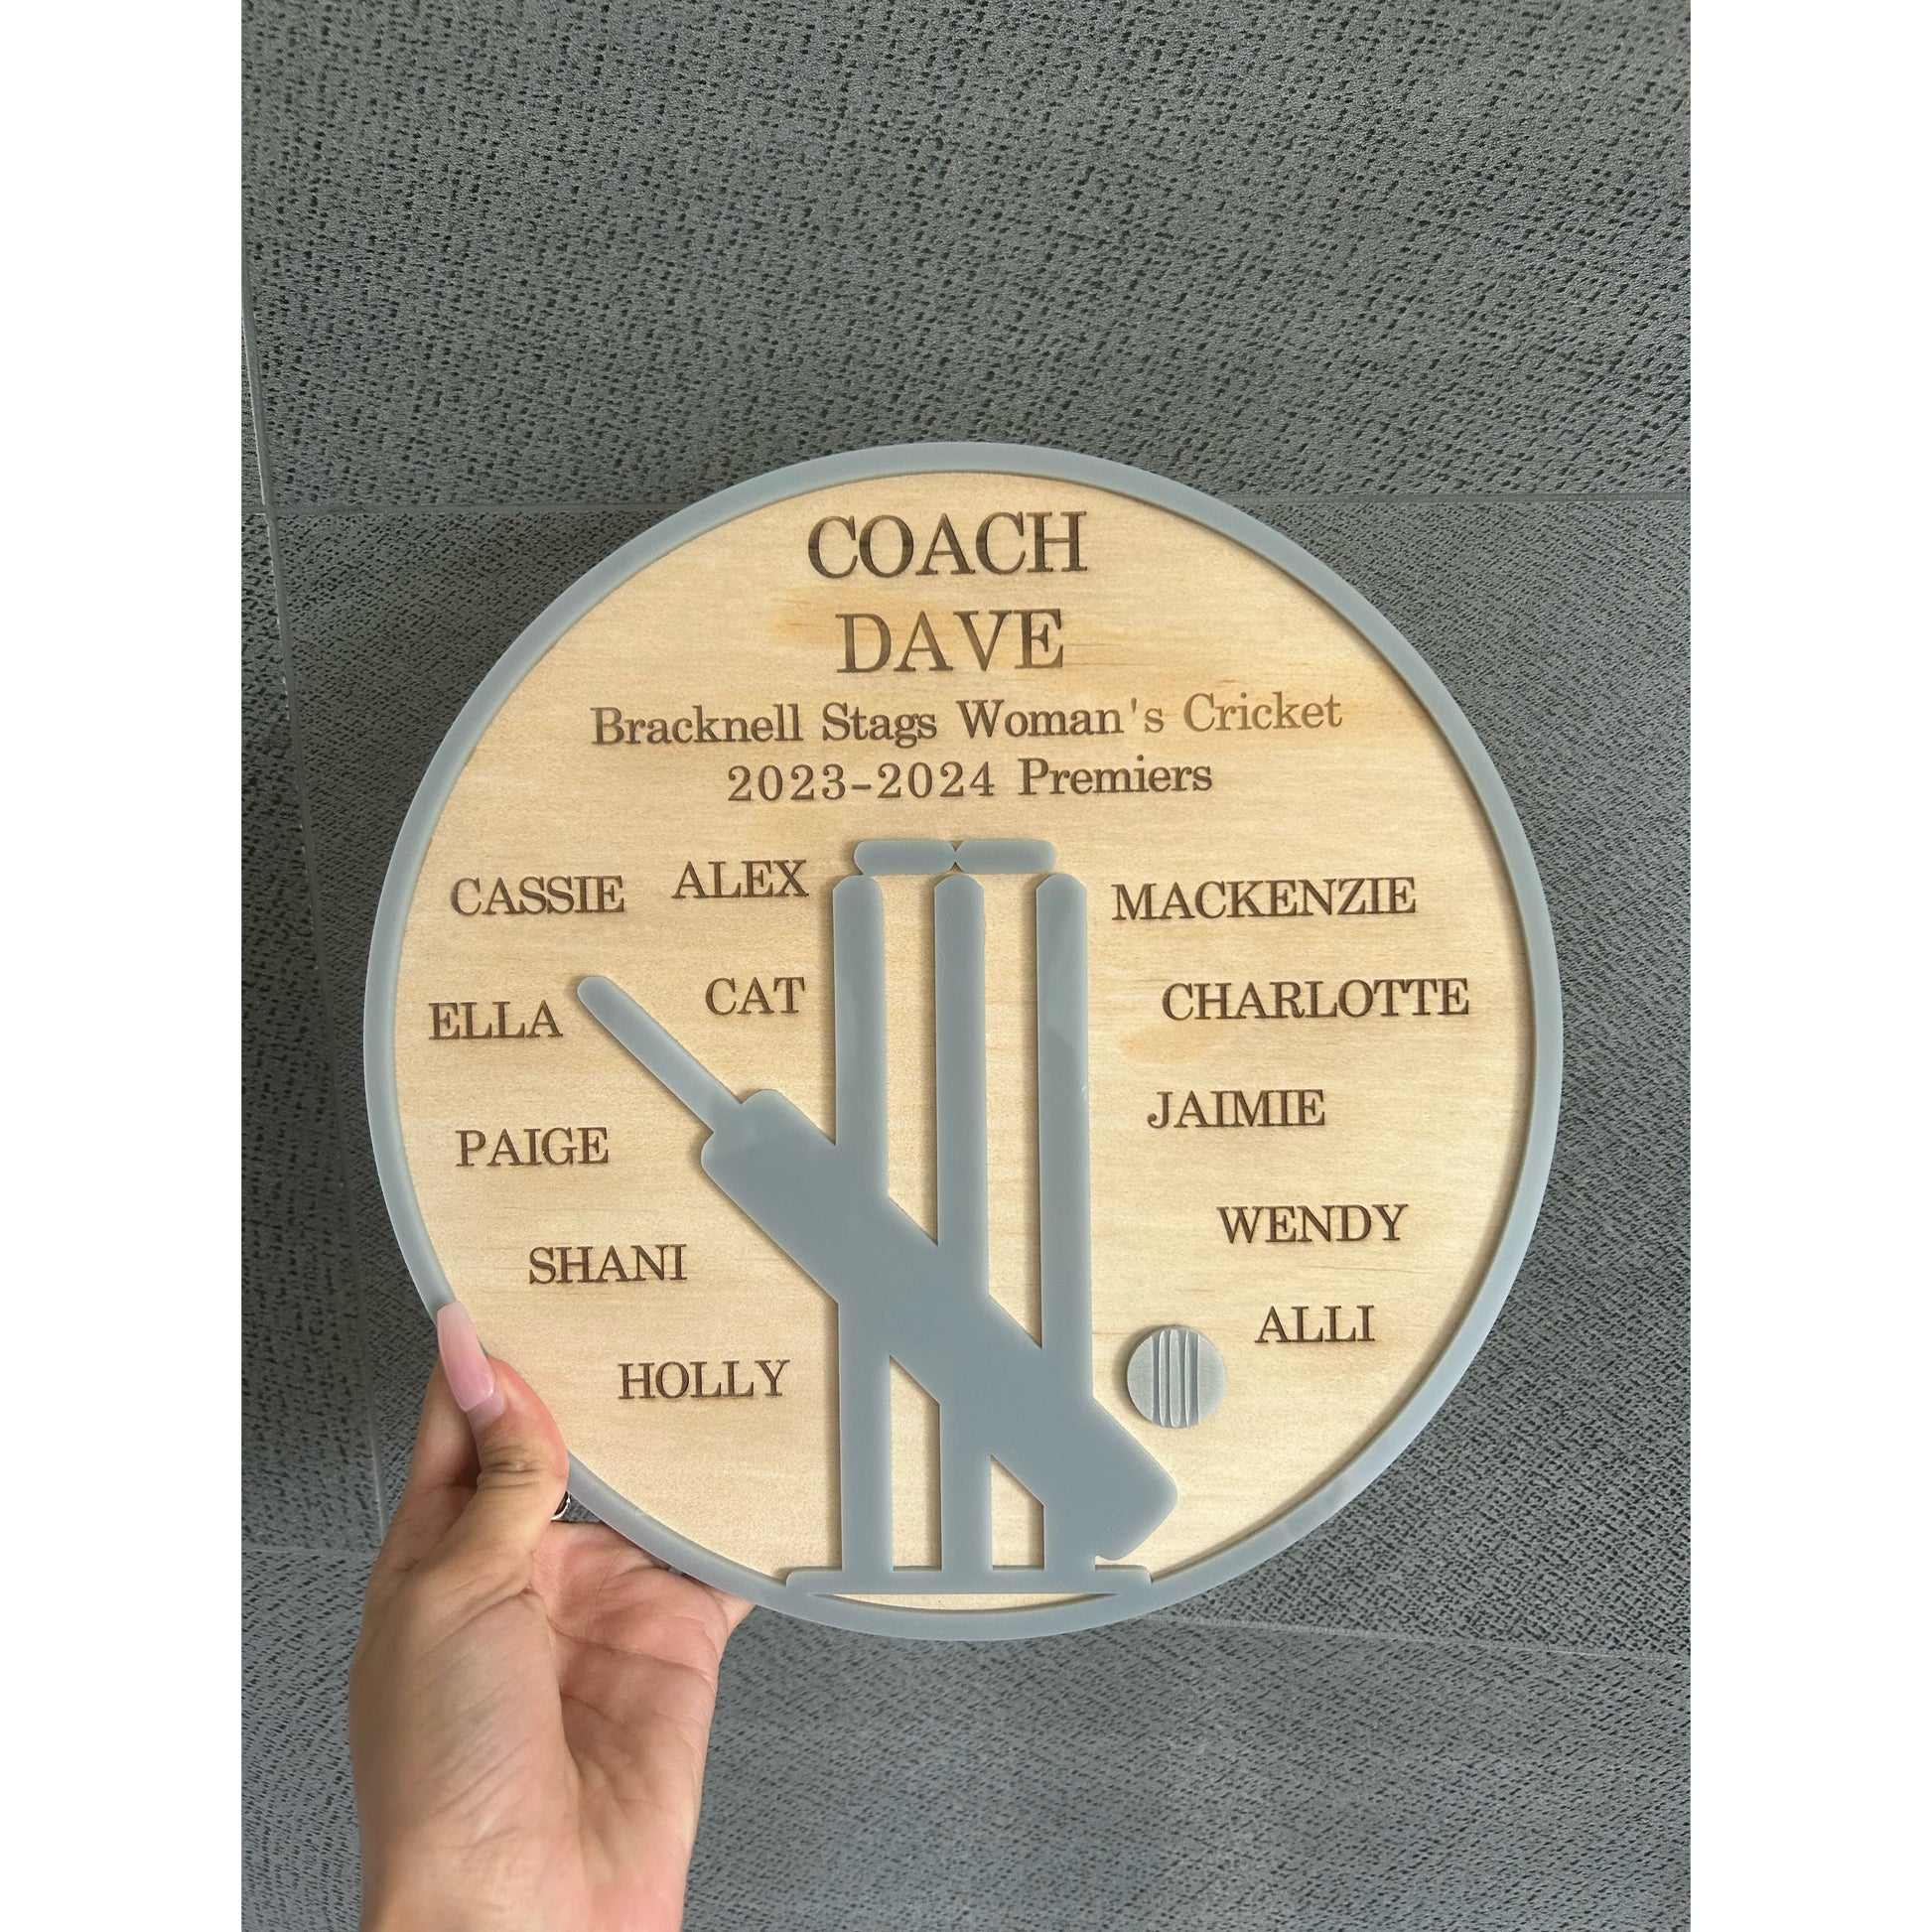 COACH
DAVE
Bracknell Stags Woman's Cricket
2023-2024 Premiers
CASSIE
ALEX
MACKENZIE
ELLA
CAT
CHARLOTTE
PAIGE
JAIMIE
SHANI
WENDY
HOLLY
ALLI